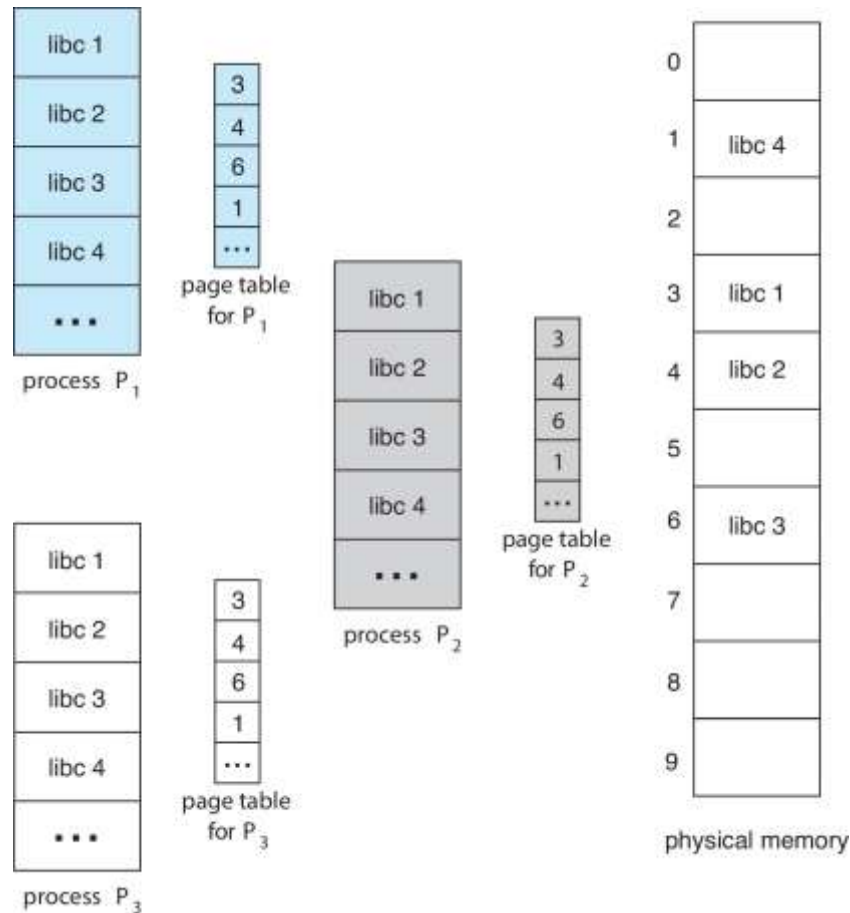 libc 1
libc 2
libc 3
libc 4
...
process P1
3
4
6
1
...
page table
for P1
libc 1
libc 2
libc 3
libc 4
...
process P2
3
4
6
1
...
page table
for P2
libc 1
libc 2
libc 3
libc 4
...
process P3
3
4
6
1
...
page table
for P3
0
1 libc 4
2
3 libc 1
4 libc 2
5
6 libc 3
7
8
9
physical memory